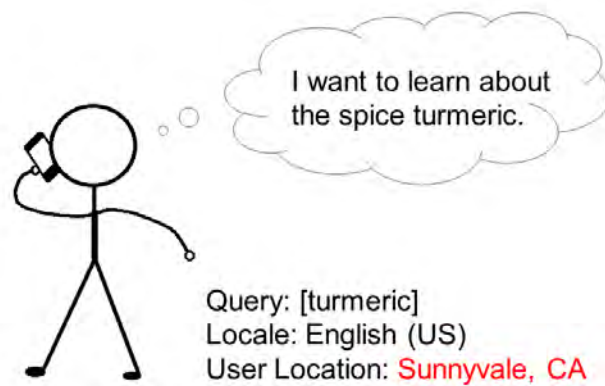 I want to learn about
the spice turmeric.
Query: [turmeric]
Locale: English (US)
User Location: Sunnyvale, CA